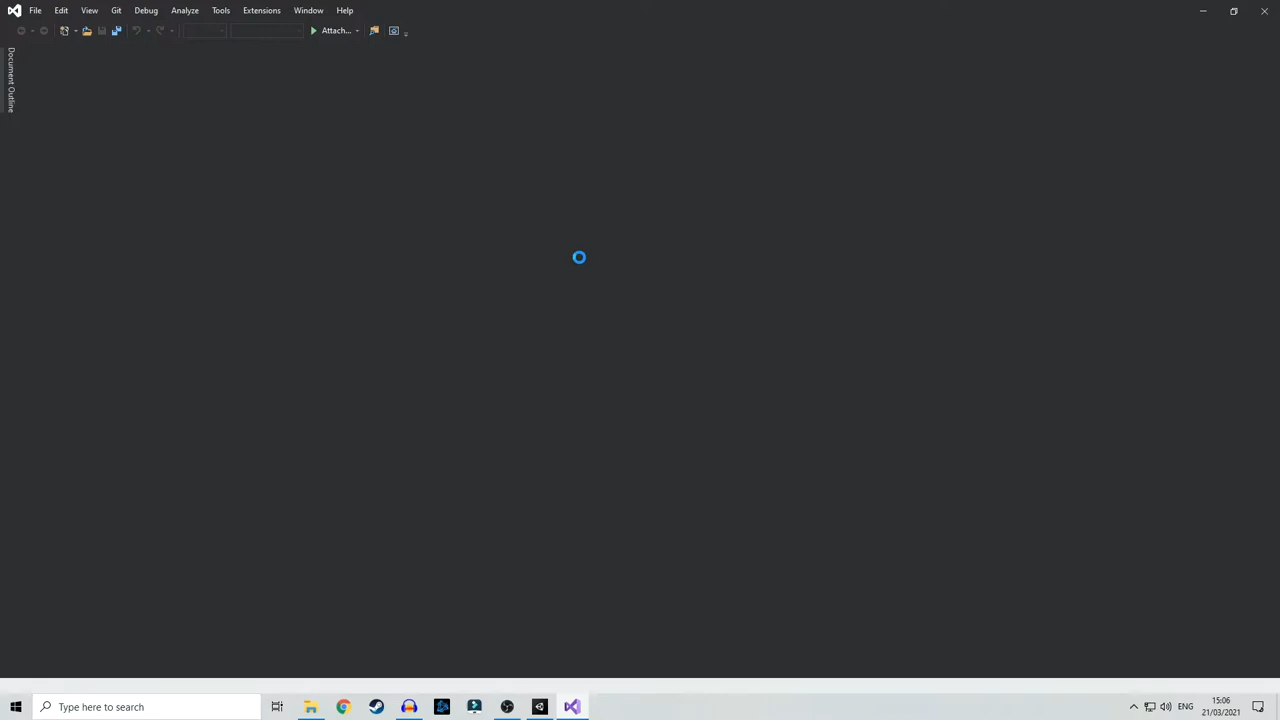 File Edit View Git Debug Analyze Tools Extensions Window Help
Attach...
Document Outline
Type here to search
ENG
15:06
21/03/2021